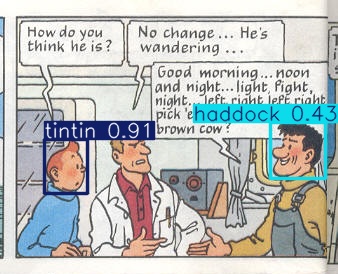 How do you
think he is?
No change... He's
wandering...
Good morning...noon
and night...light, fight,
night...left right left right
pick
brown cow?
tintin 0.91
haddock 0.43